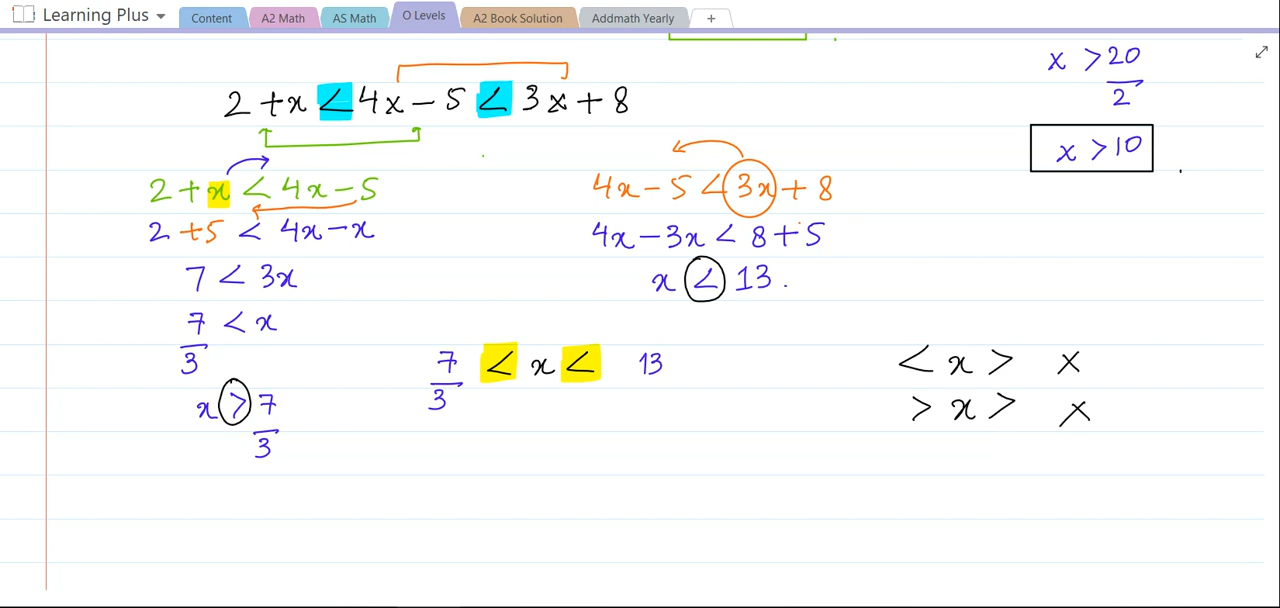 Learning Plus
Content A2 Math AS Math O Levels A2 Book Solution Addmath Yearly +
x > 20/2
x > 10
2 + x < 4x - 5 < 3x + 8
2 + x < 4x - 5
2 + 5 < 4x - x
7 < 3x
7/3 < x
x > 7/3
4x - 5 < 3x + 8
4x - 3x < 8 + 5
x < 13.
7/3 < x < 13
< x > ×
> x > ×